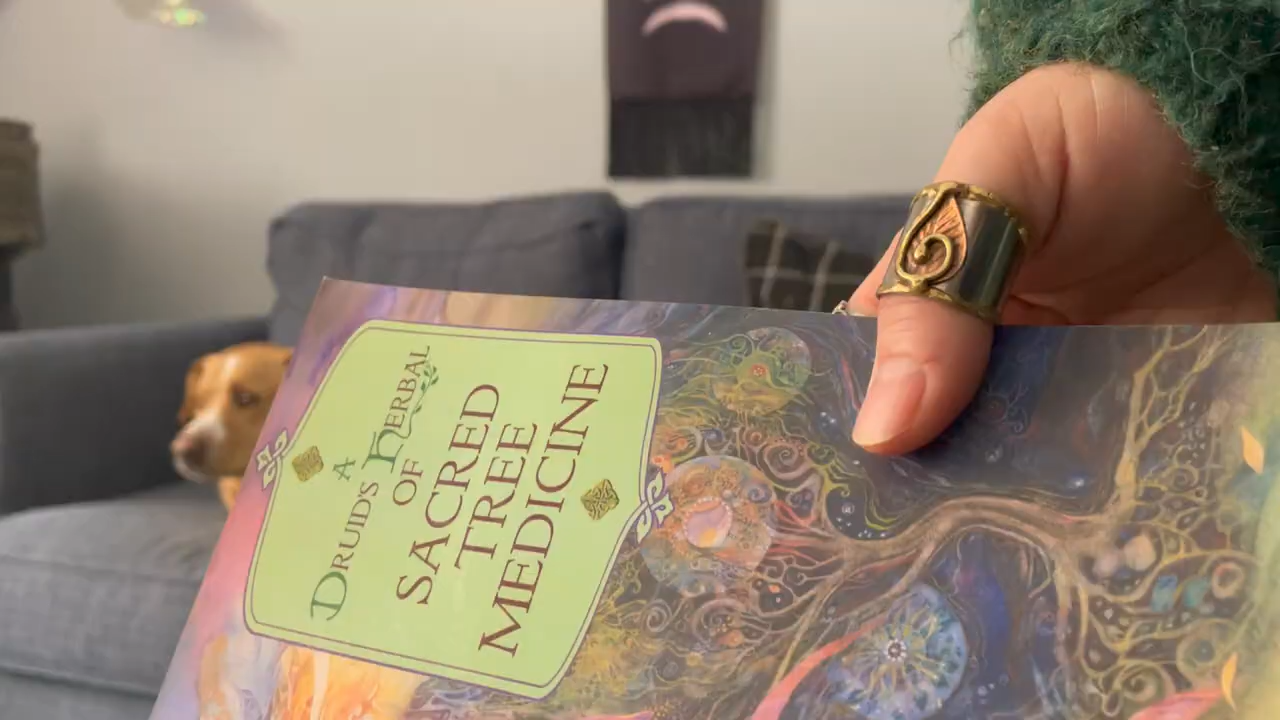 A
DRUID'S HERBAL
OF
SACRED
TREE
MEDICINE